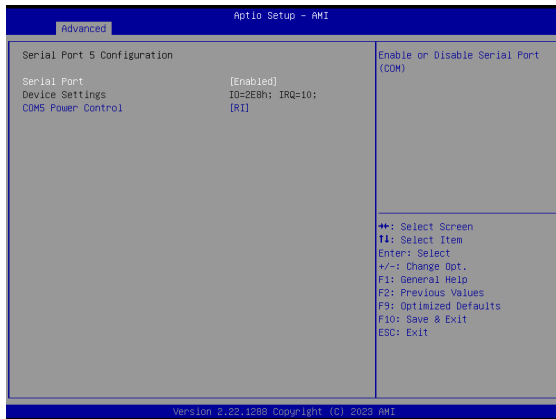 Aptio Setup - AMI
Advanced
Serial Port 5 Configuration
Serial Port [Enabled]
Device Settings IO=2E8h; IRQ=10;
COM5 Power Control [RI]
Enable or Disable Serial Port
(COM)
→←: Select Screen
↑↓: Select Item
Enter: Select
+/-: Change Opt.
F1: General Help
F2: Previous Values
F9: Optimized Defaults
F10: Save & Exit
ESC: Exit
Version 2.22.1288 Copyright (C) 2023 AMI